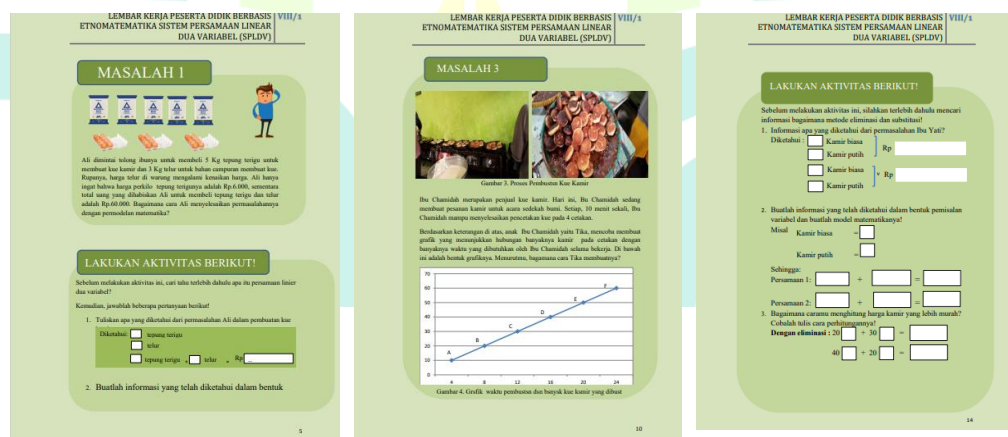 LEMBAR KERJA PESERTA DIDIK BERBASIS VIII/1
ETNOMATEMATIKA SISTEM PERSAMAAN LINEAR
DUA VARIABEL (SPLDV)
MASALAH 1
Ali dimintai tolong ibunya untuk membeli 5 Kg tepung terigu untuk
membuat kue kamir dan 3 Kg telur untuk bahan campuran membuat kue.
Rupanya, harga telur di warung mengalami kenaikan harga. Ali hanya
ingat bahwa harga perkilo tepung terigunya adalah Rp.6.000, sementara
total uang yang dihabiskan Ali untuk membeli tepung terigu dan telur
adalah Rp.60.000. Bagaimana cara Ali menyelesaikan permasalahannya
dengan permodelan matematika?
LAKUKAN AKTIVITAS BERIKUT!
Sebelum melakukan aktivitas ini, cari tahu terlebih dahulu apa itu persamaan linier
dua variabel?
Kemudian, jawablah beberapa pertanyaan berikut!
1. Tuliskan apa yang diketahui dari permasalahan Ali dalam pembuatan kue
Diketahui: tepung terigu
telur
tepung terigu + telur = Rp
2. Buatlah informasi yang telah diketahui dalam bentuk
5
LEMBAR KERJA PESERTA DIDIK BERBASIS VIII/1
ETNOMATEMATIKA SISTEM PERSAMAAN LINEAR
DUA VARIABEL (SPLDV)
MASALAH 3
Gambar 3. Proses Pembuatan Kue Kamir
Ibu Chamidah merupakan penjual kue kamir. Hari ini, Bu Chamidah sedang
membuat pesanan kamir untuk acara sedekah bumi. Setiap, 10 menit sekali, Ibu
Chamidah mampu menyelesaikan pencetakan kue pada 4 cetakan.
Berdasarkan keterangan di atas, anak Ibu Chamidah yaitu Tika, mencoba membuat
grafik yang menunjukkan hubungan banyaknya kamir pada cetakan dengan
banyaknya waktu yang dibutuhkan oleh Ibu Chamidah selama bekerja. Di bawah
ini adalah bentuk grafiknya. Menurutmu, bagaimana cara Tika membuatnya?
70
60
50
40
30
20
10
0
A
B
C
D
E
F
4 8 12 16 20 24
Gambar 4. Grafik waktu pembuatan dan banyak kue kamir yang dibuat
10
LEMBAR KERJA PESERTA DIDIK BERBASIS VIII/1
ETNOMATEMATIKA SISTEM PERSAMAAN LINEAR
DUA VARIABEL (SPLDV)
LAKUKAN AKTIVITAS BERIKUT!
Sebelum melakukan aktivitas ini, silahkan terlebih dahulu mencari
informasi bagaimana metode eliminasi dan substitusi!
1. Informasi apa yang diketahui dari permasalahan Ibu Yati?
Diketahui : Kamir biasa
Kamir putih Rp
Kamir biasa
Kamir putih Rp
2. Buatlah informasi yang telah diketahui dalam bentuk pemisalan
variabel dan buatlah model matematikanya!
Misal Kamir biasa =
Kamir putih =
Sehingga:
Persamaan 1: + =
Persamaan 2: + =
3. Bagaimana caramu menghitung harga kamir yang lebih murah?
Cobalah tulis cara perhitungannya!
Dengan eliminasi : 20 + 30 =
40 + 20 =
14